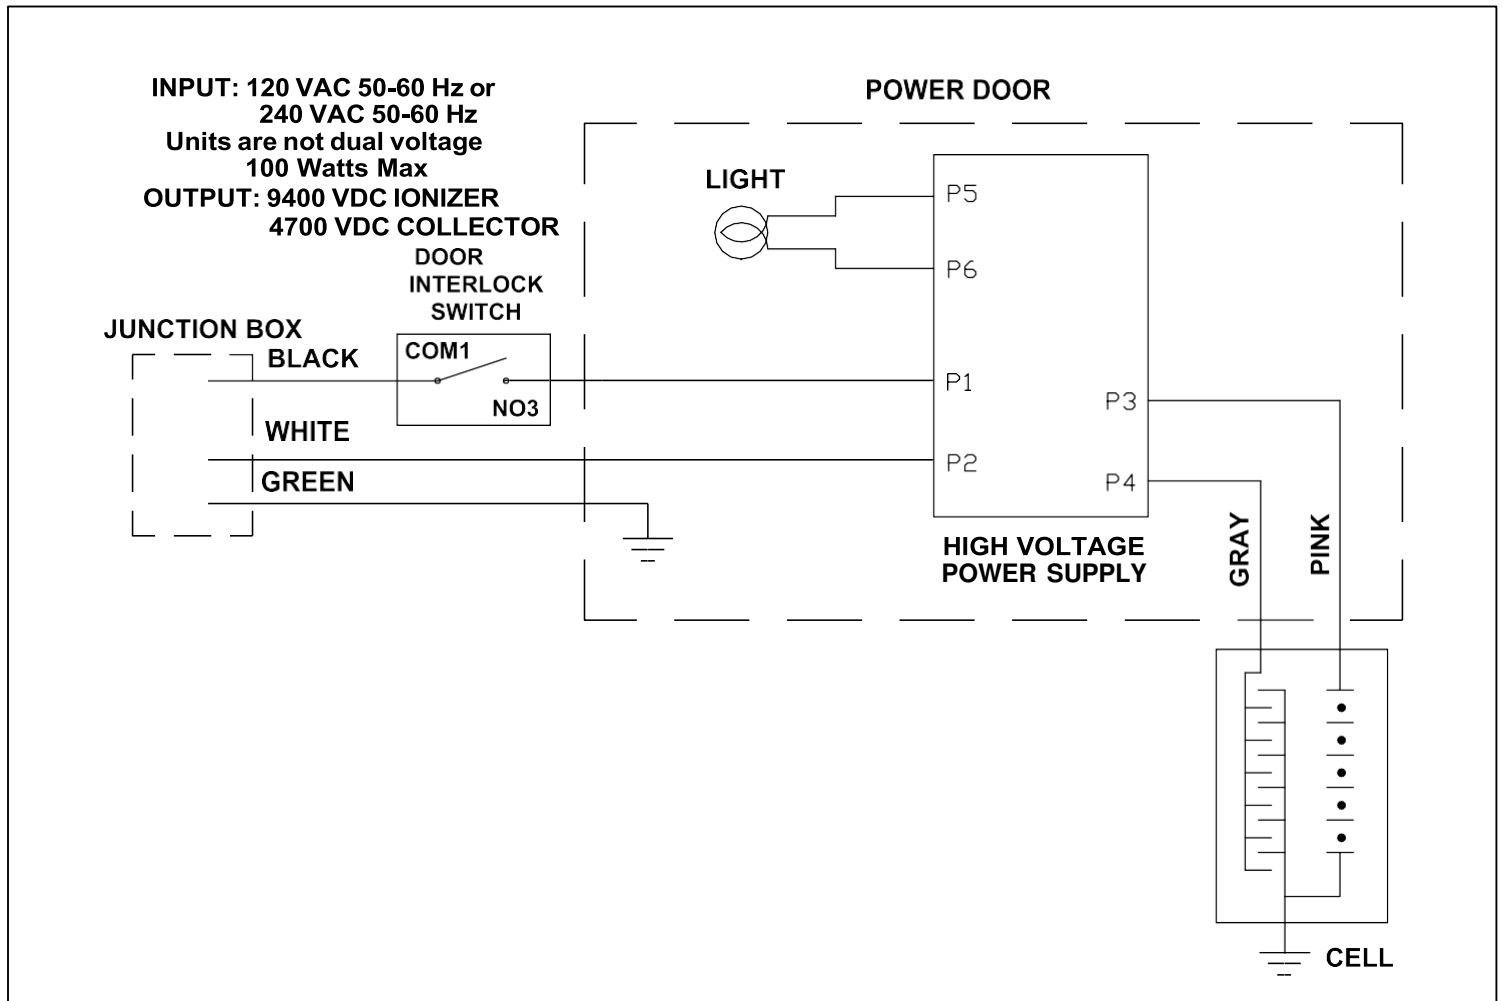 INPUT: 120 VAC 50-60 Hz or
240 VAC 50-60 Hz
Units are not dual voltage
100 Watts Max
OUTPUT: 9400 VDC IONIZER
4700 VDC COLLECTOR
POWER DOOR
LIGHT
P5
P6
DOOR
INTERLOCK
SWITCH
JUNCTION BOX
BLACK
COM1
NO3
P1
WHITE
P2
GREEN
P3
P4
HIGH VOLTAGE
POWER SUPPLY
GRAY
PINK
CELL